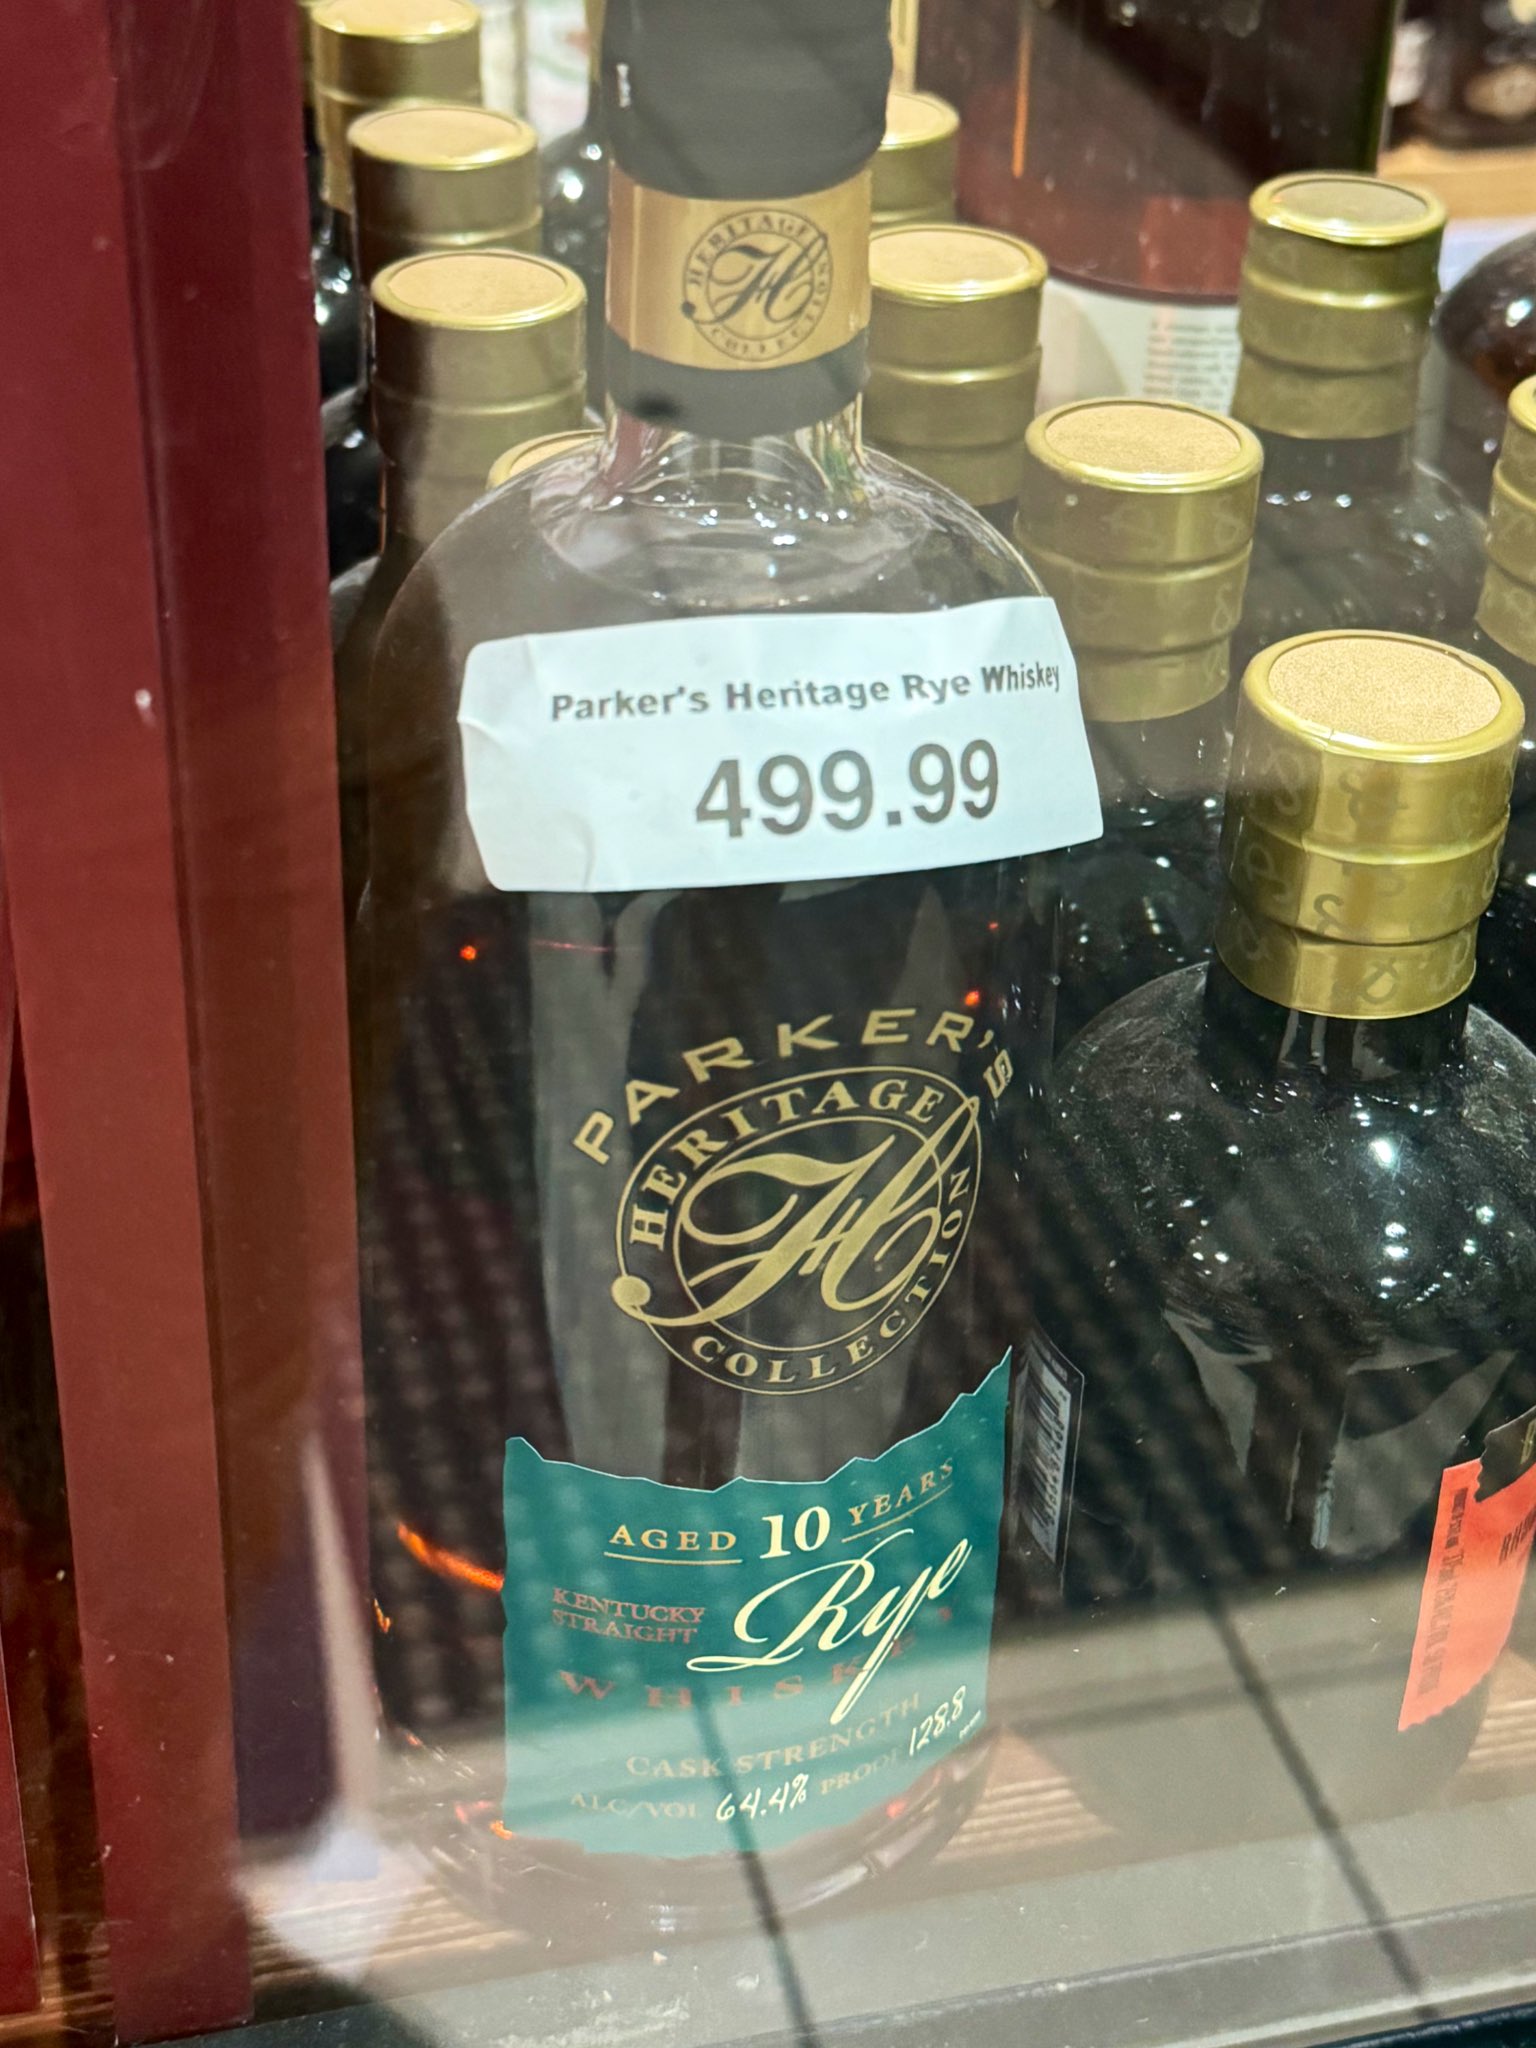 HERITAGE
H
COLLECTION
Parker's Heritage Rye Whiskey
499.99
PARKER'S
HERITAGE
H
COLLECTION
AGED 10 YEARS
KENTUCKY
STRAIGHT
Rye
WHISKEY
CASK STRENGTH
ALC/VOL 64.4% PROOF 128.8